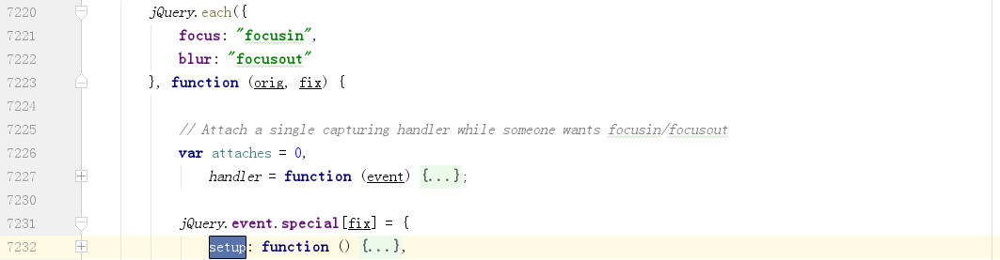 7220 jQuery.each({
7221 focus: "focusin",
7222 blur: "focusout"
7223 }, function (orig, fix) {
7224
7225 // Attach a single capturing handler while someone wants focusin/focusout
7226 var attaches = 0,
7227 handler = function (event) {...};
7230
7231 jQuery.event.special[fix] = {
7232 setup: function () {...},